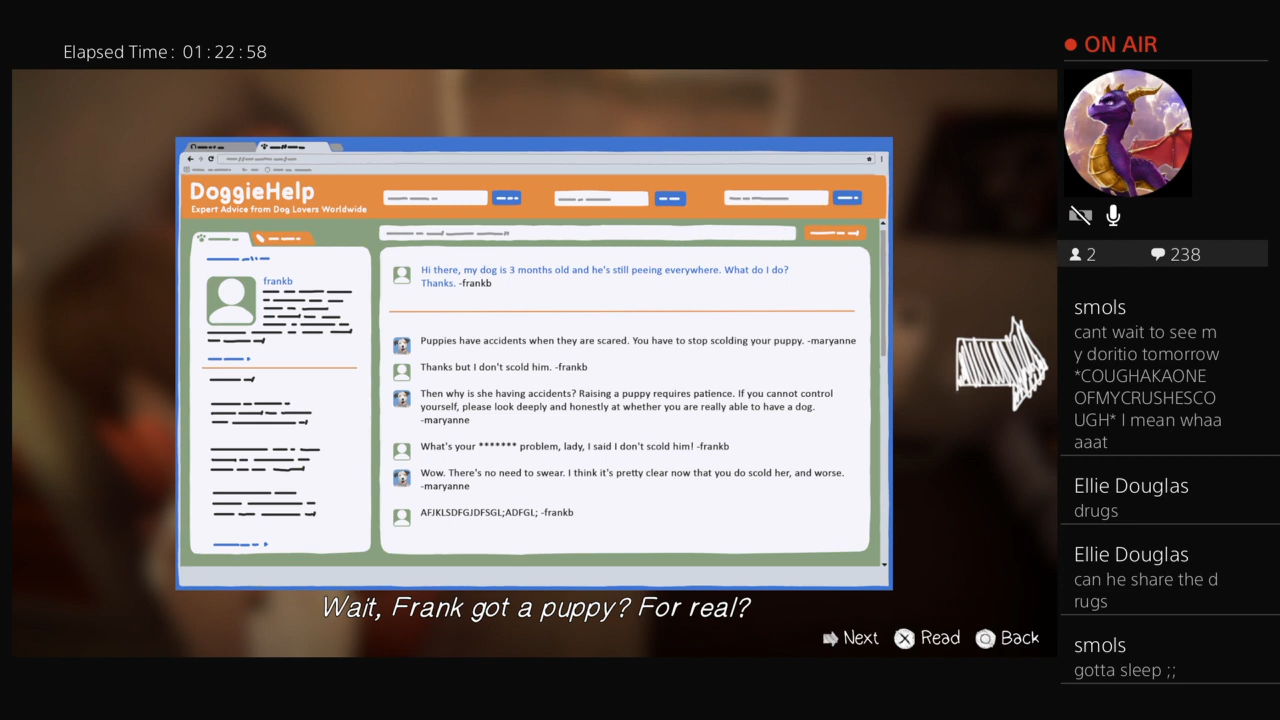 Elapsed Time: 01:22:58
ON AIR
2
238
DoggieHelp
Expert Advice from Dog Lovers Worldwide
frankb
Hi there, my dog is 3 months old and he's still peeing everywhere. What do I do?
Thanks. -frankb
Puppies have accidents when they are scared. You have to stop scolding your puppy. -maryanne
Thanks but I don't scold him. -frankb
Then why is she having accidents? Raising a puppy requires patience. If you cannot control
yourself, please look deeply and honestly at whether you are really able to have a dog.
-maryanne
What's your ******* problem, lady, I said I don't scold him! -frankb
Wow. There's no need to swear. I think it's pretty clear now that you do scold her, and worse.
-maryanne
AFJKLSDFGJDFSGL;ADFGL; -frankb
Wait, Frank got a puppy? For real?
Next
Read
Back
smols
cant wait to see m
y doritio tomorrow
*COUGHAKAONE
OFMYCRUSHESCO
UGH* I mean whaa
aaat
Ellie Douglas
drugs
Ellie Douglas
can he share the d
rugs
smols
gotta sleep ;;